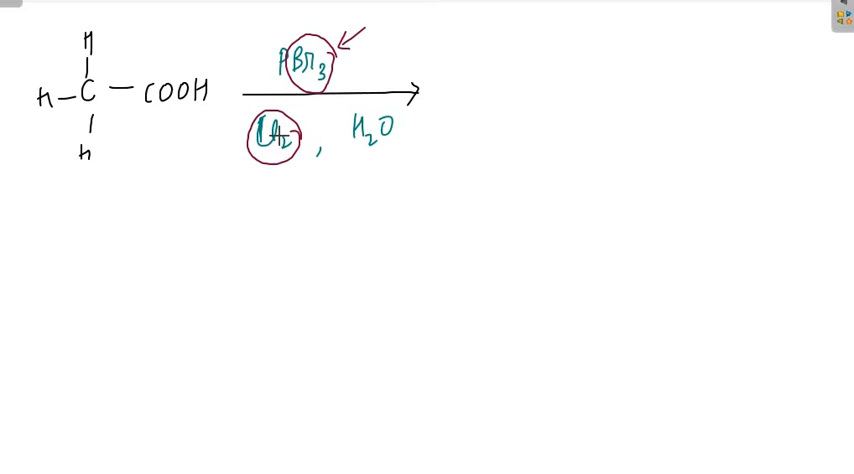 H
PBr3
H–C–COOH
H
Cl2, H2O